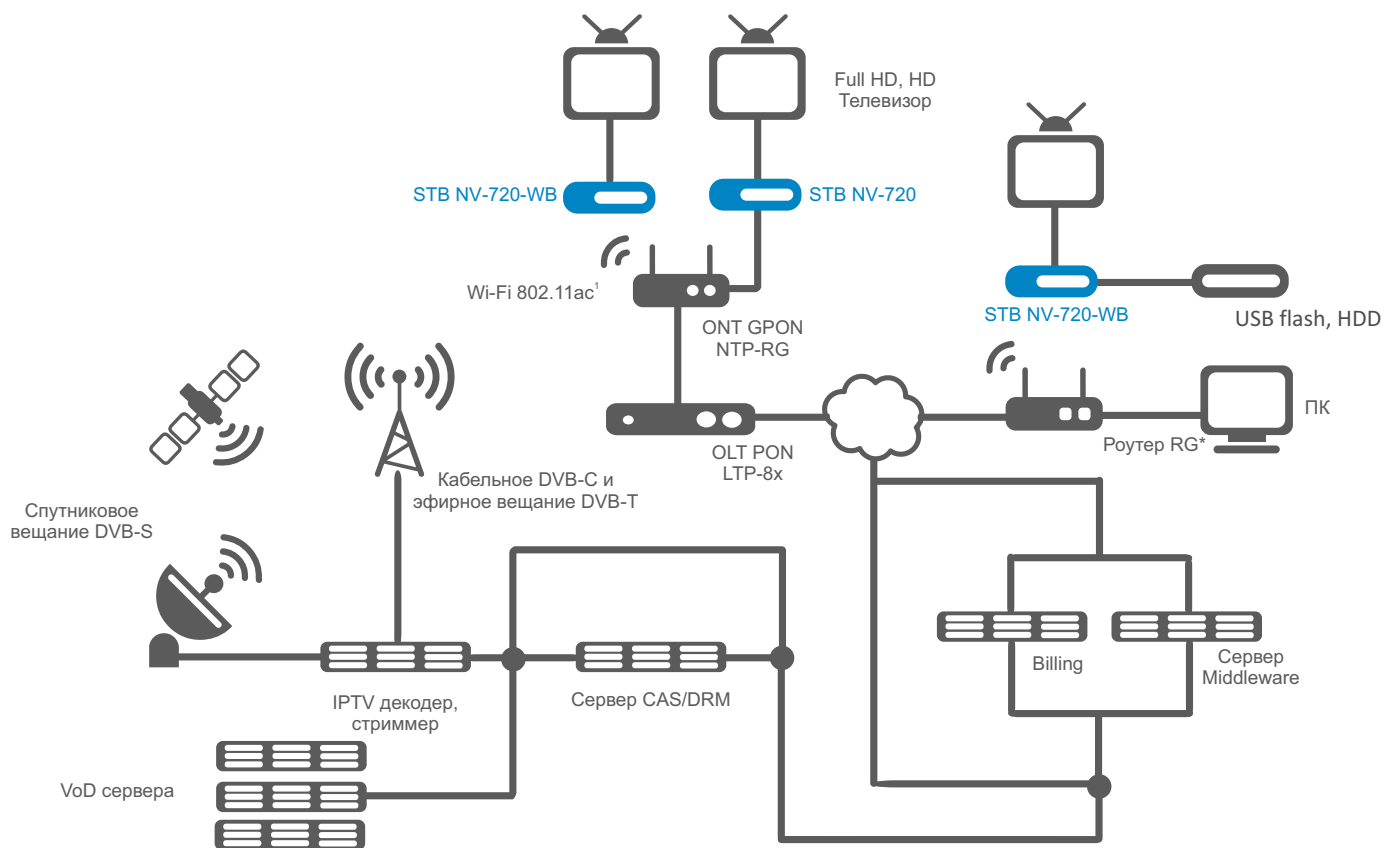 Full HD, HD
Телевизор
STB NV-720-WB
STB NV-720
Wi-Fi 802.11ac¹
ONT GPON
NTP-RG
STB NV-720-WB
USB flash, HDD
ПК
Роутер RG*
OLT PON
LTP-8x
Кабельное DVB-C и
эфирное вещание DVB-T
Спутниковое
вещание DVB-S
IPTV декодер,
стриммер
Сервер CAS/DRM
Billing
Сервер
Middleware
VoD сервера